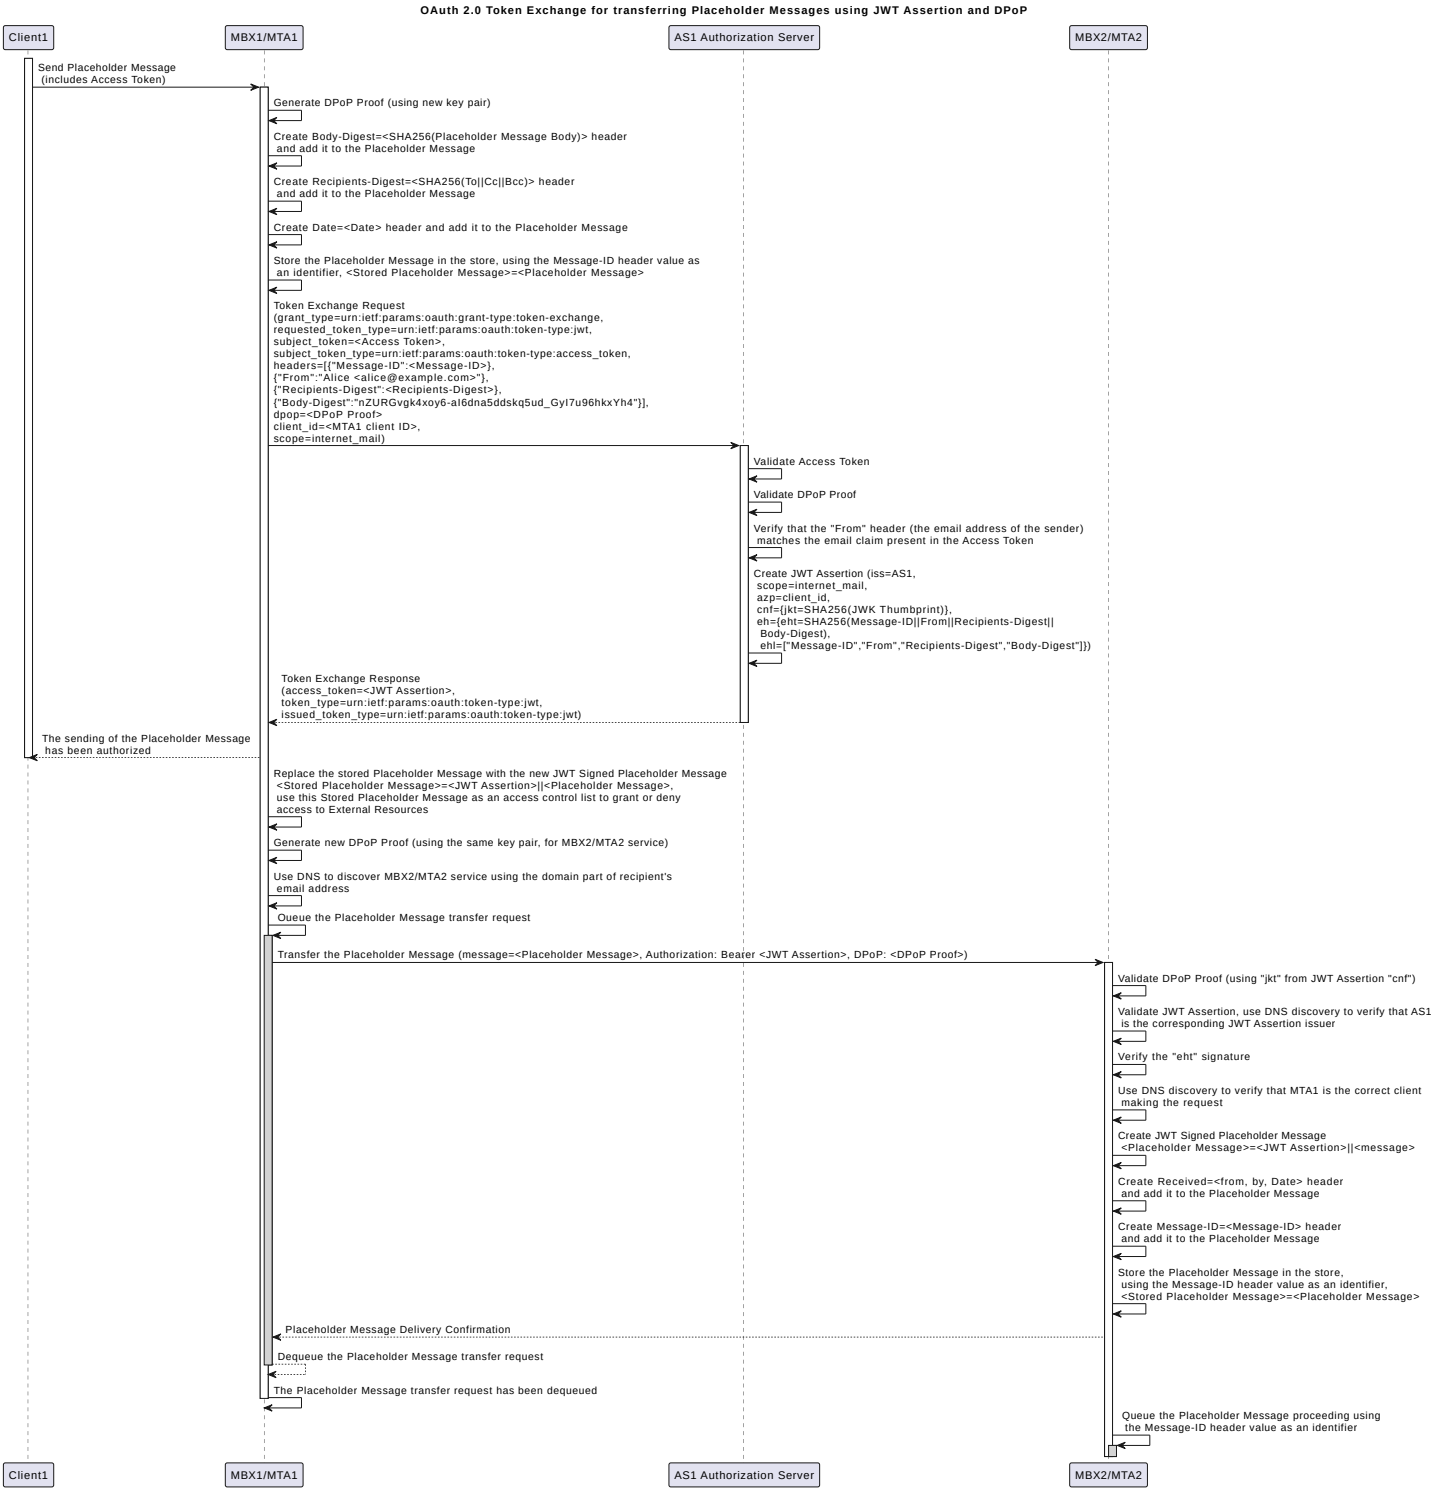 OAuth 2.0 Token Exchange for transferring Placeholder Messages using JWT Assertion and DPoP
Client1
MBX1/MTA1
AS1 Authorization Server
MBX2/MTA2
Send Placeholder Message
(includes Access Token)
Generate DPoP Proof (using new key pair)
Create Body-Digest=<SHA256(Placeholder Message Body)> header
and add it to the Placeholder Message
Create Recipients-Digest=<SHA256(To||Cc||Bcc)> header
and add it to the Placeholder Message
Create Date=<Date> header and add it to the Placeholder Message
Store the Placeholder Message in the store, using the Message-ID header value as
an identifier, <Stored Placeholder Message>=<Placeholder Message>
Token Exchange Request
(grant_type=urn:ietf:params:oauth:grant-type:token-exchange,
requested_token_type=urn:ietf:params:oauth:token-type:jwt,
subject_token=<Access Token>,
subject_token_type=urn:ietf:params:oauth:token-type:access_token,
headers=[{"Message-ID":<Message-ID>},
{"From":"Alice <alice@example.com>"},
{"Recipients-Digest":<Recipients-Digest>},
{"Body-Digest":"nZURGvgk4xoy6-aI6dna5ddskq5ud_GyI7u96hkxYh4"}],
dpop=<DPoP Proof>
client_id=<MTA1 client ID>,
scope=internet_mail)
Validate Access Token
Validate DPoP Proof
Verify that the "From" header (the email address of the sender)
matches the email claim present in the Access Token
Create JWT Assertion (iss=AS1,
scope=internet_mail,
azp=client_id,
cnf={jkt=SHA256(JWK Thumbprint)},
eh={eht=SHA256(Message-ID||From||Recipients-Digest||
Body-Digest),
ehl=["Message-ID","From","Recipients-Digest","Body-Digest"]})
Token Exchange Response
(access_token=<JWT Assertion>,
token_type=urn:ietf:params:oauth:token-type:jwt,
issued_token_type=urn:ietf:params:oauth:token-type:jwt)
The sending of the Placeholder Message
has been authorized
Replace the stored Placeholder Message with the new JWT Signed Placeholder Message
<Stored Placeholder Message>=<JWT Assertion>||<Placeholder Message>,
use this Stored Placeholder Message as an access control list to grant or deny
access to External Resources
Generate new DPoP Proof (using the same key pair, for MBX2/MTA2 service)
Use DNS to discover MBX2/MTA2 service using the domain part of recipient's
email address
Queue the Placeholder Message transfer request
Transfer the Placeholder Message (message=<Placeholder Message>, Authorization: Bearer <JWT Assertion>, DPoP: <DPoP Proof>)
Validate DPoP Proof (using "jkt" from JWT Assertion "cnf")
Validate JWT Assertion, use DNS discovery to verify that AS1
is the corresponding JWT Assertion issuer
Verify the "eht" signature
Use DNS discovery to verify that MTA1 is the correct client
making the request
Create JWT Signed Placeholder Message
<Placeholder Message>=<JWT Assertion>||<message>
Create Received=<from, by, Date> header
and add it to the Placeholder Message
Create Message-ID=<Message-ID> header
and add it to the Placeholder Message
Store the Placeholder Message in the store,
using the Message-ID header value as an identifier,
<Stored Placeholder Message>=<Placeholder Message>
Placeholder Message Delivery Confirmation
Dequeue the Placeholder Message transfer request
The Placeholder Message transfer request has been dequeued
Queue the Placeholder Message proceeding using
the Message-ID header value as an identifier
Client1
MBX1/MTA1
AS1 Authorization Server
MBX2/MTA2